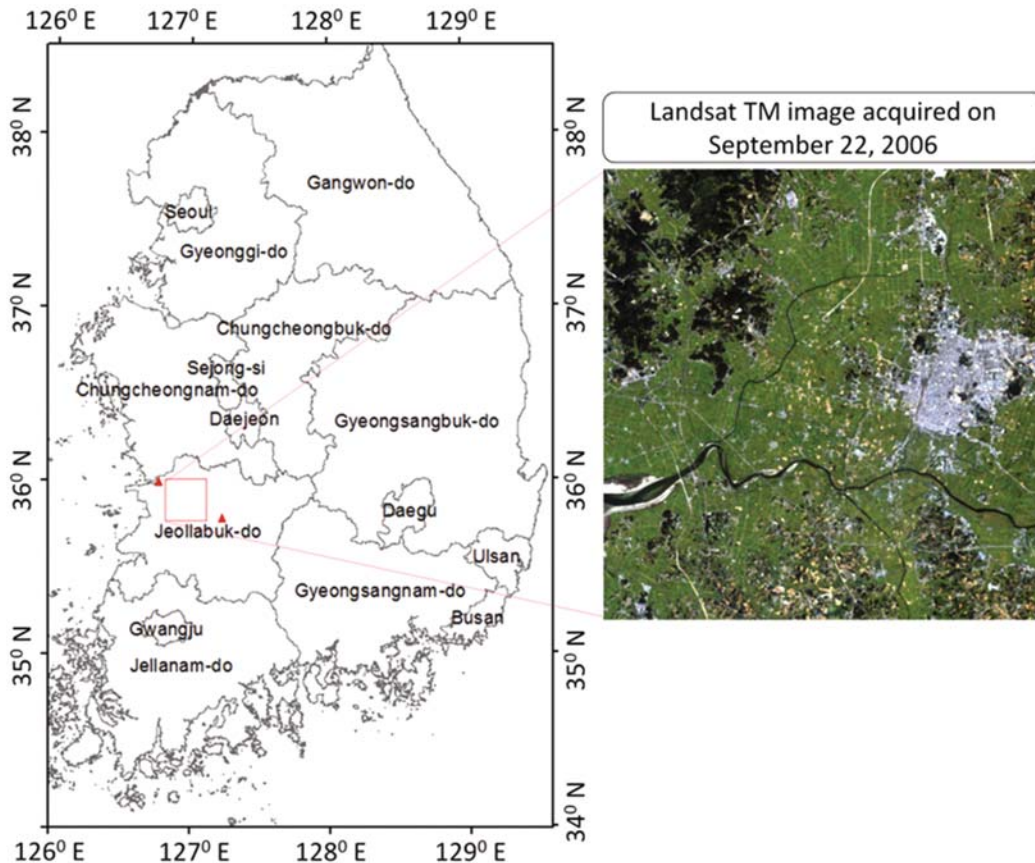 126⁰ E 127⁰ E 128⁰ E 129⁰ E
38⁰ N
37⁰ N
36⁰ N
35⁰ N
34⁰ N
38⁰ N
37⁰ N
36⁰ N
35⁰ N
34⁰ N
Gangwon-do
Seoul
Gyeonggi-do
Chungcheongbuk-do
Sejong-si
Chungcheongnam-do
Daejeon
Gyeongsangbuk-do
Daegu
Jeollabuk-do
Ulsan
Gyeongsangnam-do
Busan
Gwangju
Jellanam-do
126⁰ E 127⁰ E 128⁰ E 129⁰ E
Landsat TM image acquired on
September 22, 2006